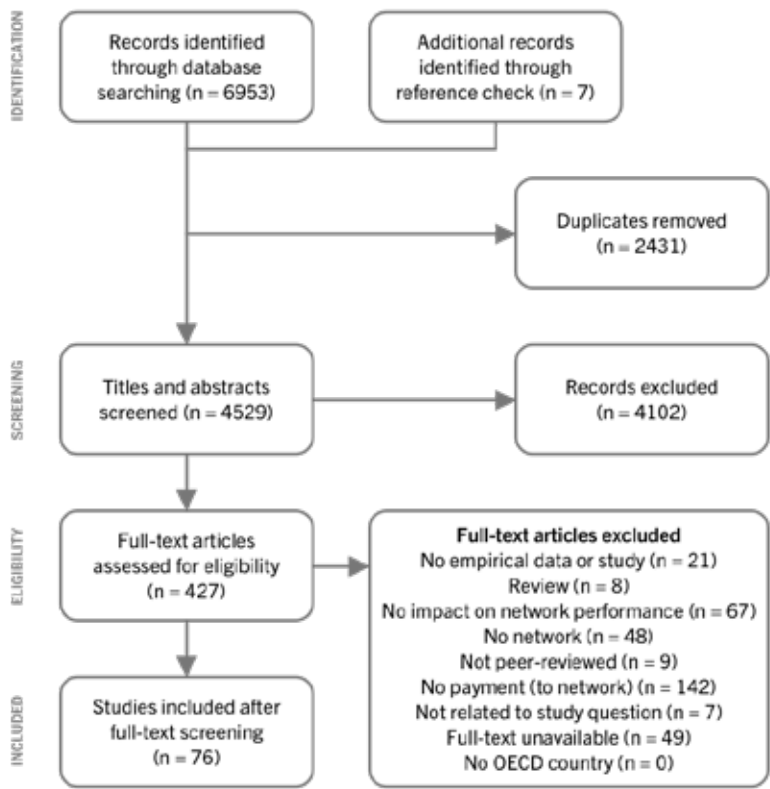 IDENTIFICATION
Records identified
through database
searching (n = 6953)
Additional records
identified through
reference check (n = 7)
Duplicates removed
(n = 2431)
SCREENING
Titles and abstracts
screened (n = 4529)
Records excluded
(n = 4102)
ELIGIBILITY
Full-text articles
assessed for eligibility
(n = 427)
Full-text articles excluded
No empirical data or study (n = 21)
Review (n = 8)
No impact on network performance (n = 67)
No network (n = 48)
Not peer-reviewed (n = 9)
No payment (to network) (n = 142)
Not related to study question (n = 7)
Full-text unavailable (n = 49)
No OECD country (n = 0)
INCLUDED
Studies included after
full-text screening
(n = 76)